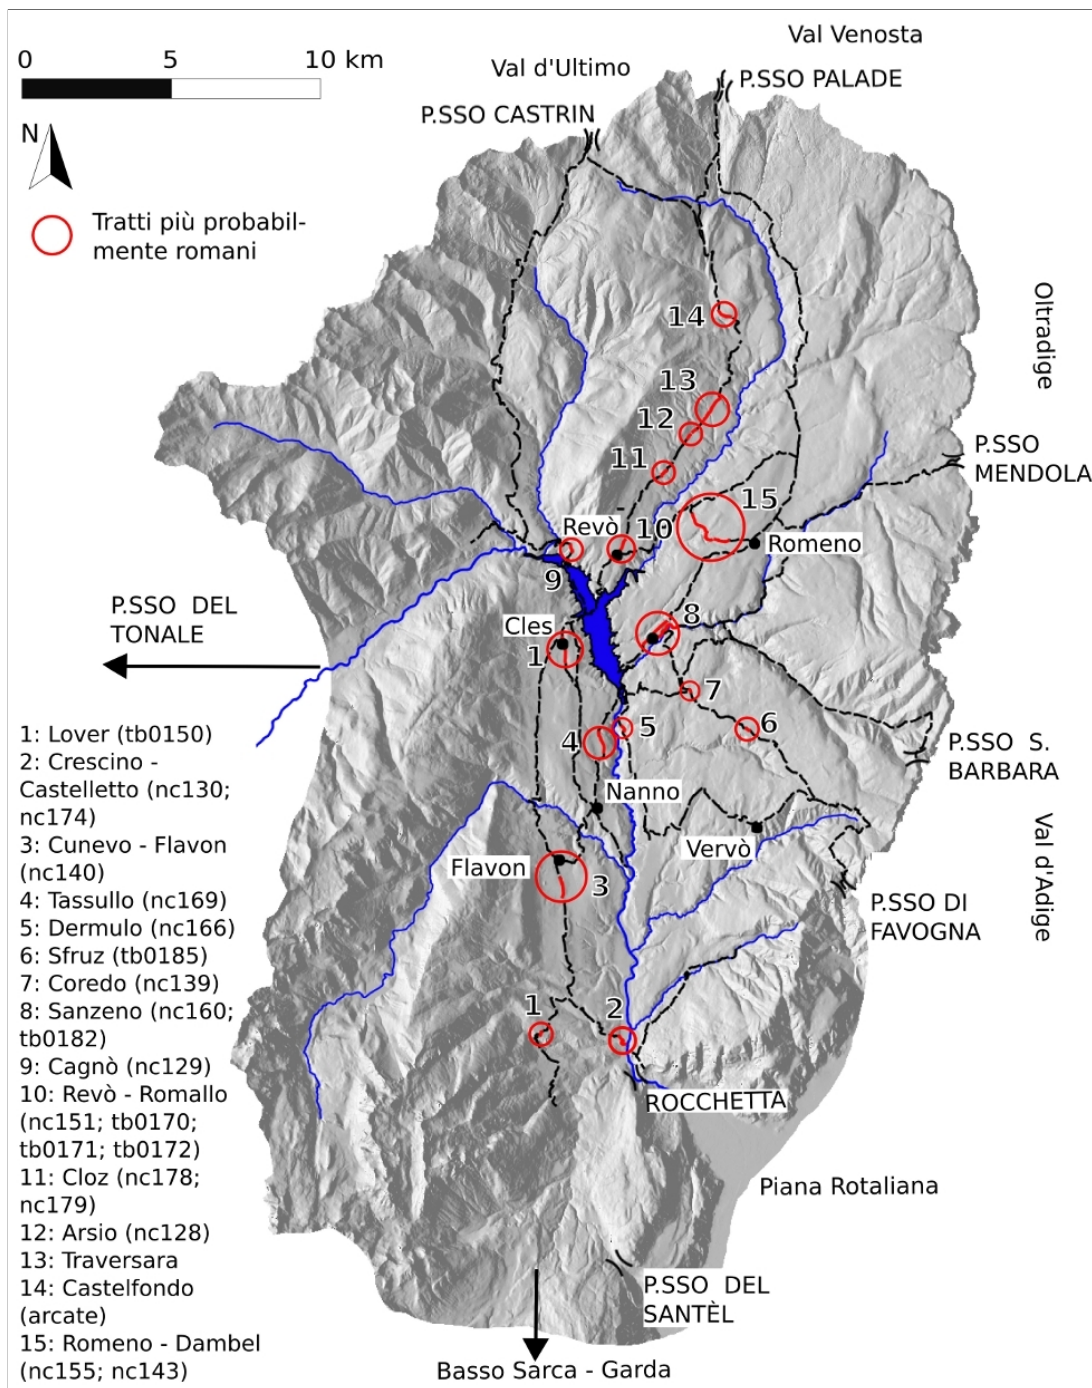 0 5 10 km
Val Venosta
Val d'Ultimo
P.SSO PALADE
P.SSO CASTRIN
N
Tratti più probabil-
mente romani
Oltradige
14
13
12
11
P.SSO
MENDOLA
15
Revò
10
Romeno
9
P.SSO DEL
TONALE
Cles
8
1
7
6
5
4
P.SSO S.
BARBARA
Nanno
Vervò
Val d'Adige
Flavon
3
P.SSO DI
FAVOGNA
1
2
ROCCHETTA
Piana Rotaliana
P.SSO DEL
SANTÈL
Basso Sarca - Garda
1: Lover (tb0150)
2: Crescino -
Castelletto (nc130;
nc174)
3: Cunevo - Flavon
(nc140)
4: Tassullo (nc169)
5: Dermulo (nc166)
6: Sfruz (tb0185)
7: Coredo (nc139)
8: Sanzeno (nc160;
tb0182)
9: Cagnò (nc129)
10: Revò - Romallo
(nc151; tb0170;
tb0171; tb0172)
11: Cloz (nc178;
nc179)
12: Arsio (nc128)
13: Traversara
14: Castelfondo
(arcate)
15: Romeno - Dambel
(nc155; nc143)